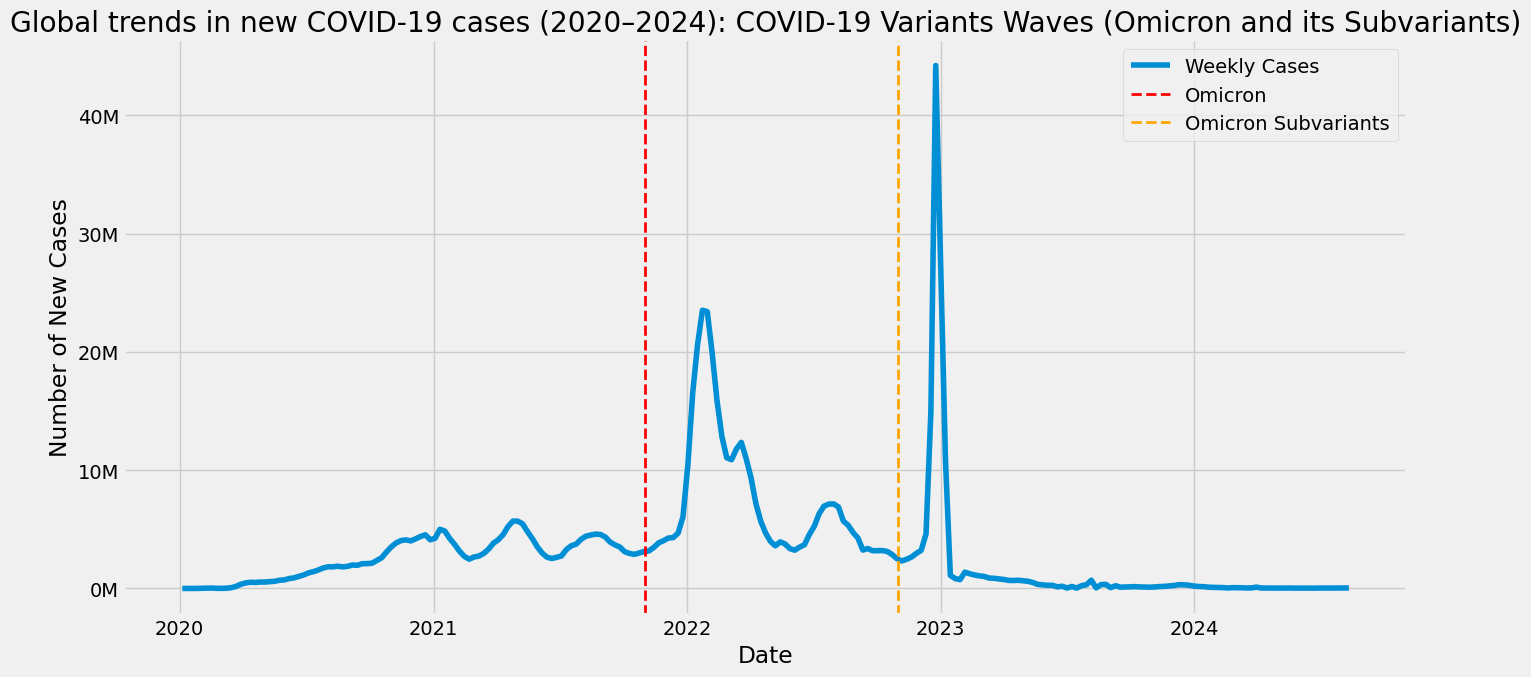 Global trends in new COVID-19 cases (2020–2024): COVID-19 Variants Waves (Omicron and its Subvariants)
Weekly Cases
Omicron
Omicron Subvariants
Number of New Cases
40M
30M
20M
10M
0M
2020 2021 2022 2023 2024
Date